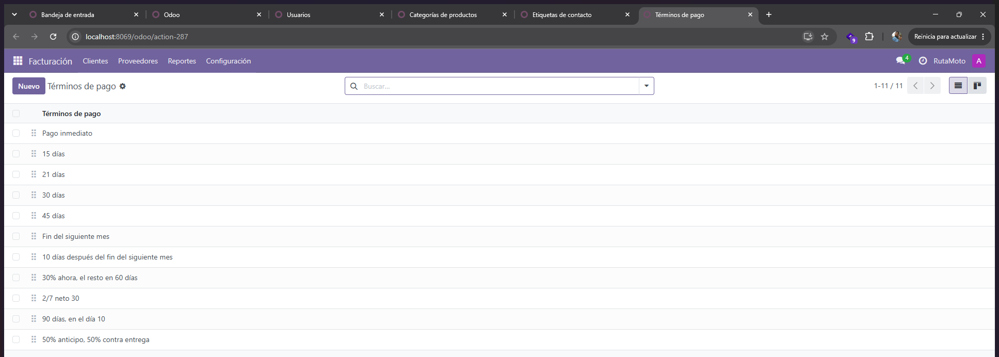 Bandeja de entrada
Odoo
Usuarios
Categorías de productos
Etiquetas de contacto
Términos de pago
localhost:8069/odoo/action-287
9
Reinicia para actualizar
Facturación Clientes Proveedores Reportes Configuración
4
RutaMoto
A
Nuevo
Términos de pago
Buscar...
1-11 / 11
Términos de pago
Pago inmediato
15 días
21 días
30 días
45 días
Fin del siguiente mes
10 días después del fin del siguiente mes
30% ahora, el resto en 60 días
2/7 neto 30
90 días, en el día 10
50% anticipo, 50% contra entrega